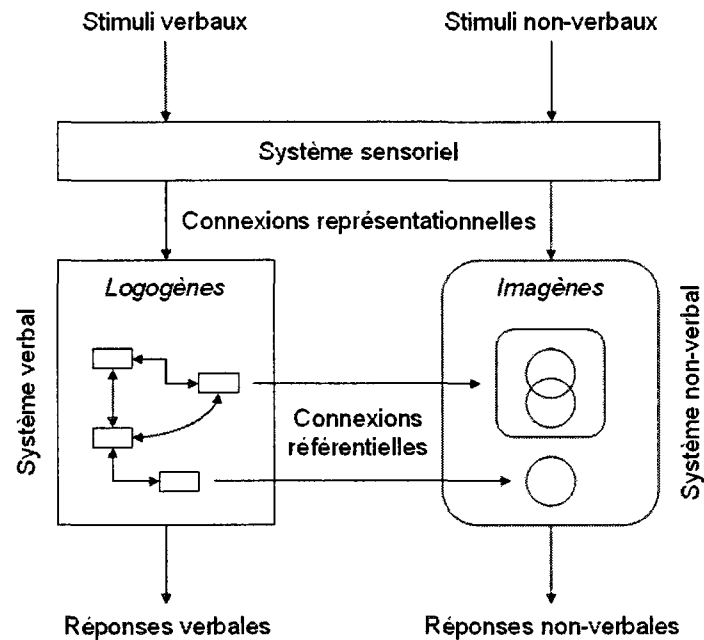 Stimuli verbaux
Stimuli non-verbaux
Système sensoriel
Connexions représentationnelles
Logogènes
Imagènes
Système verbal
Connexions
référentielles
Système non-verbal
Réponses verbales
Réponses non-verbales